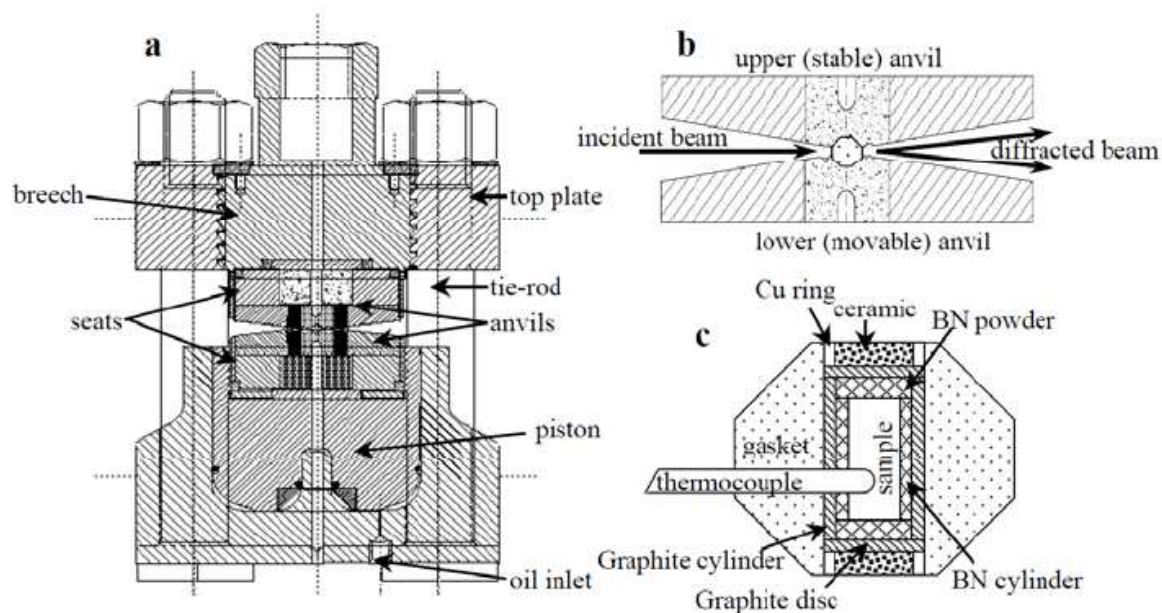 a
breech
top plate
tie-rod
seats
anvils
piston
oil inlet
b
upper (stable) anvil
incident beam
diffracted beam
lower (movable) anvil
c
Cu ring
ceramic
BN powder
gasket
thermocouple
sample
Graphite cylinder
Graphite disc
BN cylinder